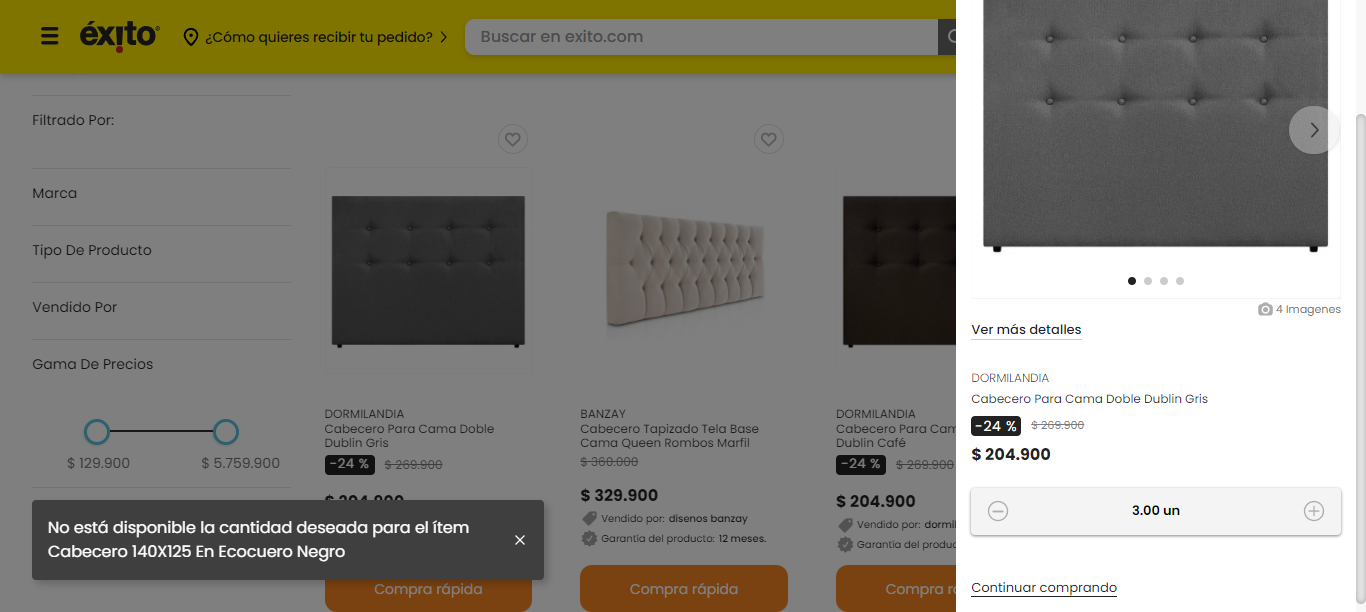 éxito
¿Cómo quieres recibir tu pedido?
Buscar en exito.com
Filtrado Por:
Marca
Tipo De Producto
Vendido Por
Gama De Precios
$ 129.900
$ 5.759.900
DORMILANDIA
Cabecero Para Cama Doble
Dublin Gris
-24 %
$ 269.900
$ 204.900
BANZAY
Cabecero Tapizado Tela Base
Cama Queen Rombos Marfil
$ 360.000
$ 329.900
Vendido por: disenos banzay
Garantía del producto: 12 meses.
Compra rápida
DORMILANDIA
Cabecero Para Cam
Dublin Café
-24 %
$ 269.900
$ 204.900
Vendido por: dormil
Garantía del produc
Compra r
No está disponible la cantidad deseada para el ítem
Cabecero 140X125 En Ecocuero Negro
Compra rápida
4 Imagenes
Ver más detalles
DORMILANDIA
Cabecero Para Cama Doble Dublin Gris
-24 %
$ 269.900
$ 204.900
3.00 un
Continuar comprando